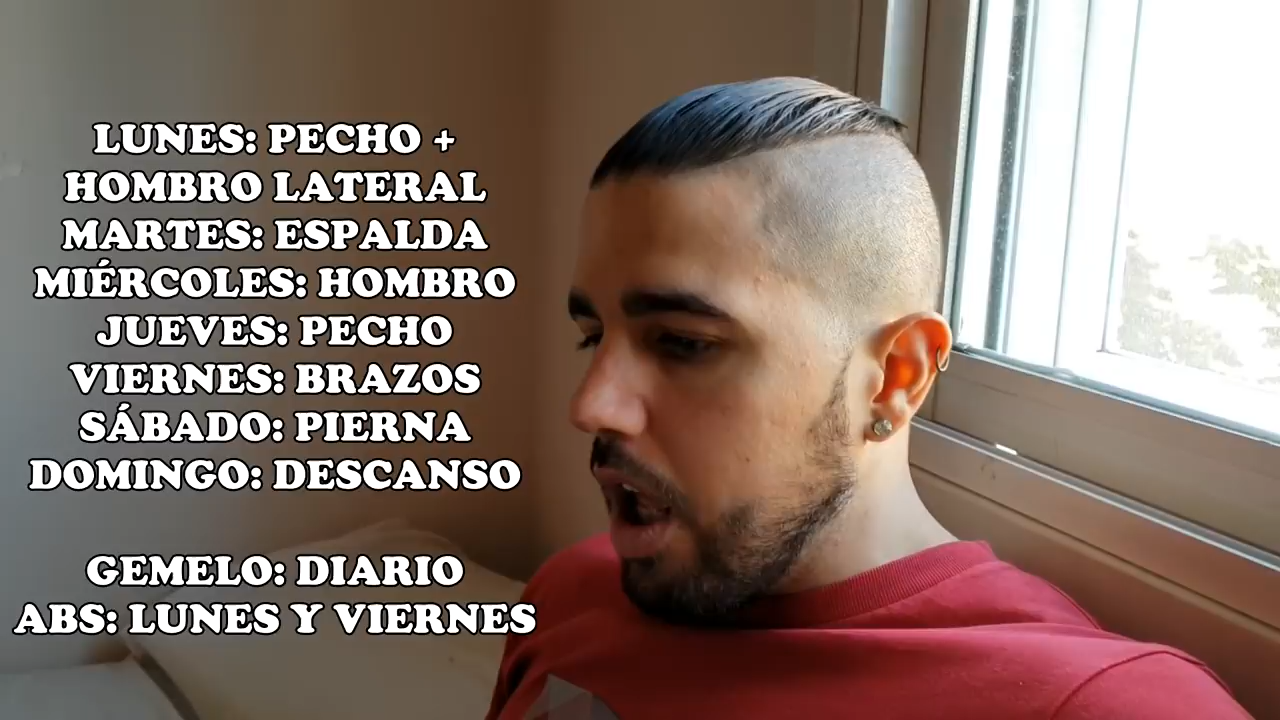 LUNES: PECHO +
HOMBRO LATERAL
MARTES: ESPALDA
MIÉRCOLES: HOMBRO
JUEVES: PECHO
VIERNES: BRAZOS
SÁBADO: PIERNA
DOMINGO: DESCANSO
GEMELO: DIARIO
ABS: LUNES Y VIERNES